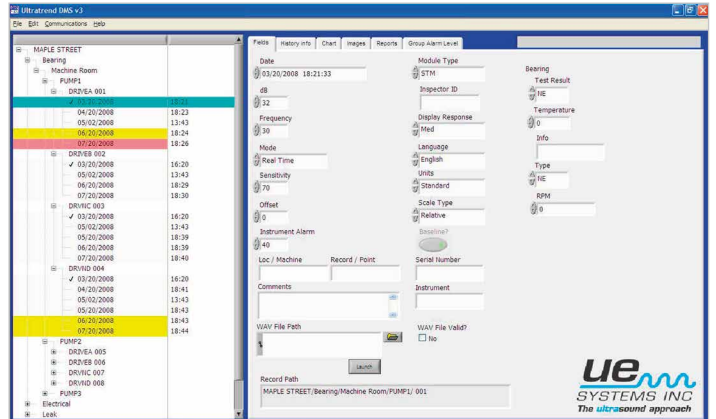 Ultratrend DMS v3
File Edit Communications Help
MAPLE STREET
Bearing
Machine Room
PUMP1
DRIVEA 001
03/20/2008 18:21
04/20/2008 18:23
05/02/2008 13:43
06/20/2008 18:24
07/20/2008 18:26
DRIVEB 002
03/20/2008 16:20
05/02/2008 13:43
06/20/2008 18:29
07/20/2008 18:30
DRVNC 003
03/20/2008 16:20
05/02/2008 13:43
05/20/2008 18:39
06/20/2008 18:39
07/20/2008 18:40
DRVND 004
03/20/2008 16:20
04/20/2008 18:41
05/02/2008 13:43
05/20/2008 18:43
06/20/2008 18:43
07/20/2008 18:44
PUMP2
DRIVEA 005
DRIVEB 006
DRVNC 007
DRVND 008
PUMP3
Electrical
Leak
Fields History info Chart Images Reports Group Alarm Level
Date
03/20/2008 18:21:33
dB
32
Frequency
30
Mode
Real Time
Sensitivity
70
Offset
0
Instrument Alarm
40
Loc / Machine Record / Point
Comments
WAV File Path
Launch
Record Path
MAPLE STREET/Bearing/Machine Room/PUMP1/ 001
Module Type
STM
Inspector ID
Display Response
Med
Language
English
Units
Standard
Scale Type
Relative
Baseline?
Serial Number
Instrument
WAV File Valid?
No
Bearing
Test Result
NE
Temperature
0
Info
Type
NE
RPM
0
ue
SYSTEMS INC
The ultrasound approach